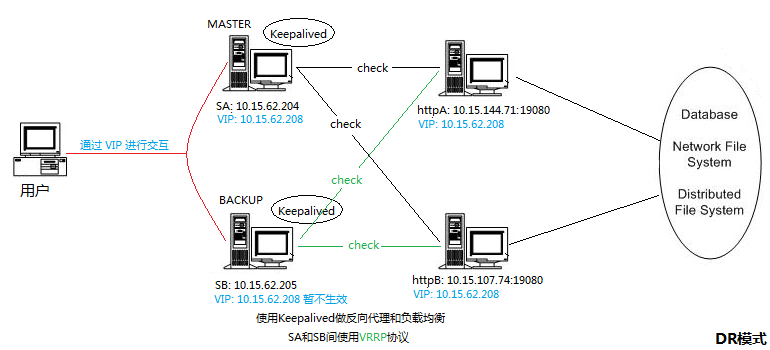 MASTER
Keepalived
SA: 10.15.62.204
VIP: 10.15.62.208
check
httpA: 10.15.144.71:19080
VIP: 10.15.62.208
check
Database
Network File
System
Distributed
File System
通过 VIP 进行交互
用户
check
BACKUP
Keepalived
check
SB: 10.15.62.205
VIP: 10.15.62.208 暂不生效
httpB: 10.15.107.74:19080
VIP: 10.15.62.208
使用Keepalived做反向代理和负载均衡
SA和SB间使用VRRP协议
DR模式